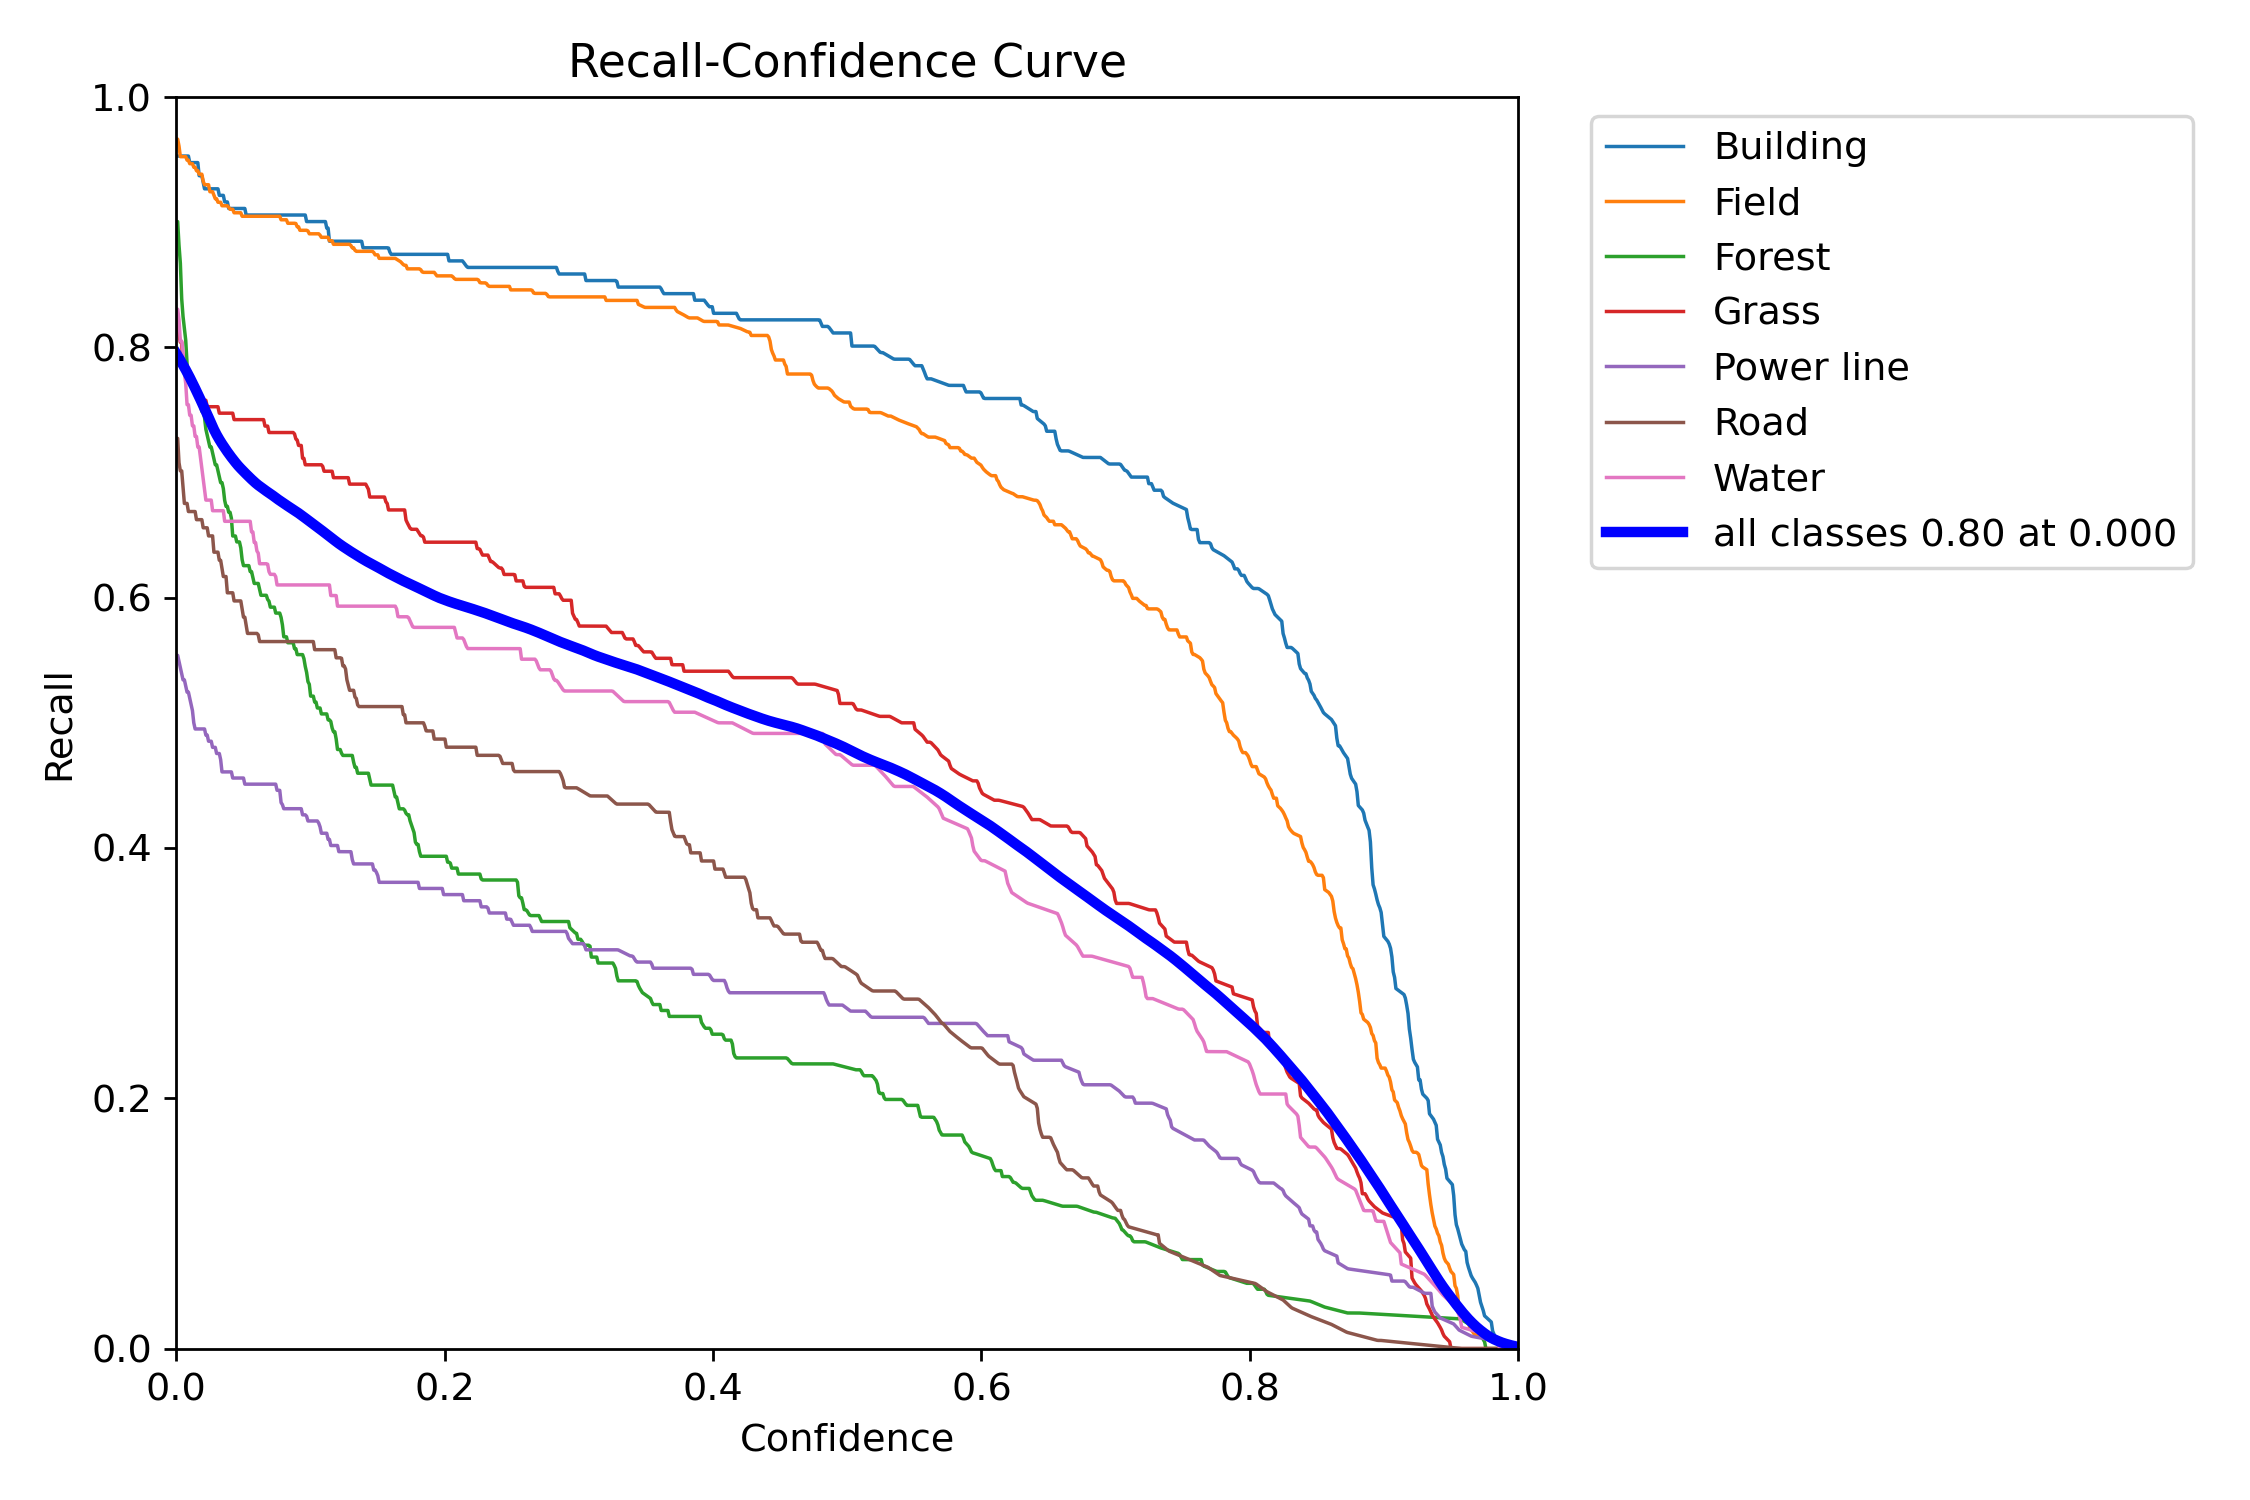 Recall-Confidence Curve
1.0
0.8
0.6
0.4
0.2
0.0
Recall
0.0 0.2 0.4 0.6 0.8 1.0
Confidence
Building
Field
Forest
Grass
Power line
Road
Water
all classes 0.80 at 0.000